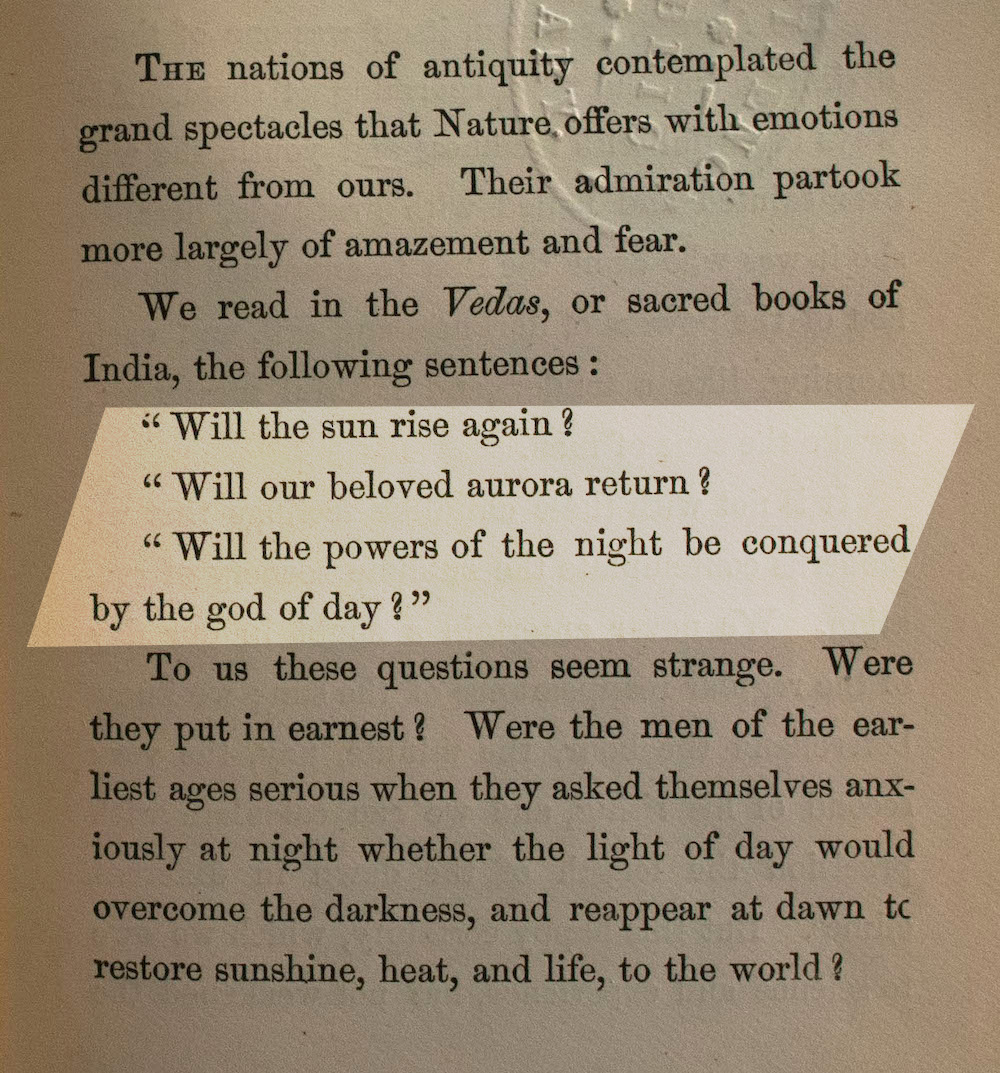 THE nations of antiquity contemplated the
grand spectacles that Nature offers with emotions
different from ours. Their admiration partook
more largely of amazement and fear.
We read in the Vedas, or sacred books of
India, the following sentences :
“ Will the sun rise again ?
“ Will our beloved aurora return ?
“ Will the powers of the night be conquered
by the god of day ? ”
To us these questions seem strange. Were
they put in earnest ? Were the men of the ear-
liest ages serious when they asked themselves anx-
iously at night whether the light of day would
overcome the darkness, and reappear at dawn to
restore sunshine, heat, and life, to the world ?